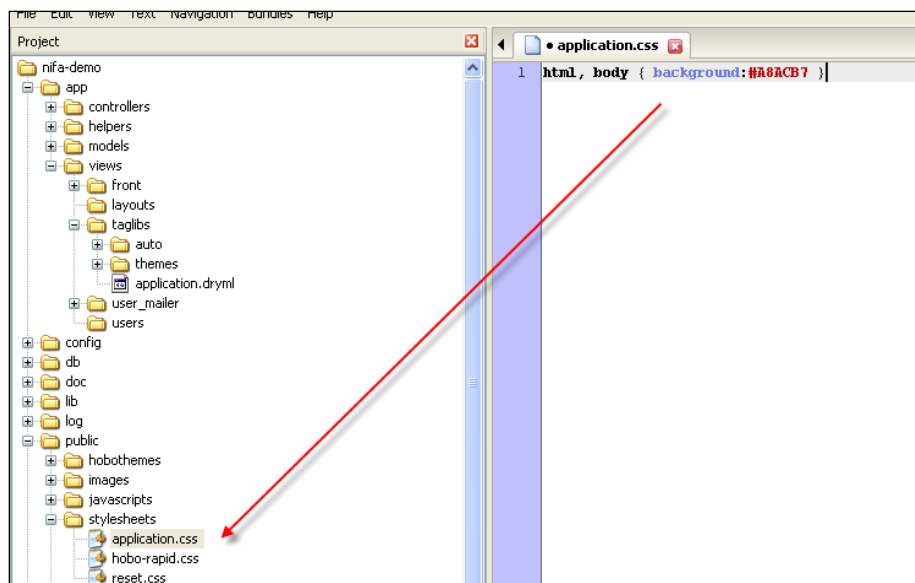 File Edit View Text Navigation Bundles Help
Project
nifa-demo
app
controllers
helpers
models
views
front
layouts
taglibs
auto
themes
application.dryml
user_mailer
users
config
db
doc
lib
log
public
hobothemes
images
javascripts
stylesheets
application.css
hobo-rapid.css
reset.css
• application.css
1 html, body { background:#A8ACB7 }